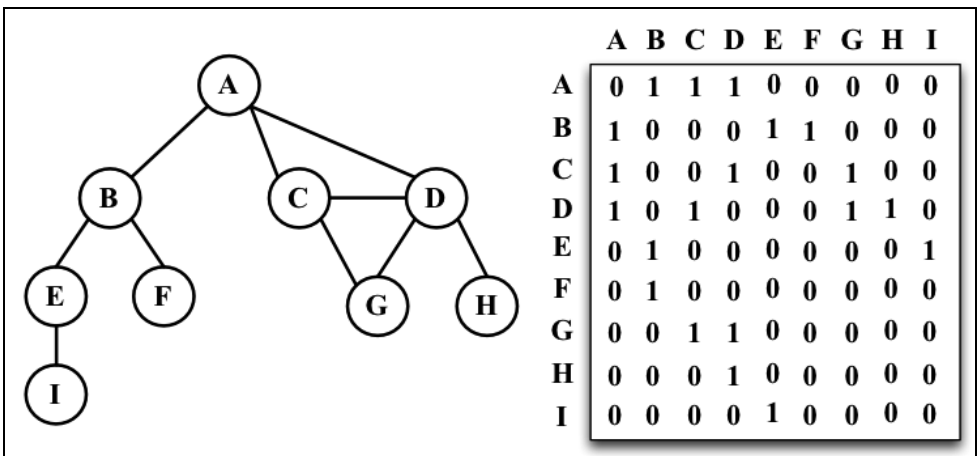 A
B
C
D
E
F
G
H
I
A B C D E F G H I
A 0 1 1 1 0 0 0 0 0
B 1 0 0 0 1 1 0 0 0
C 1 0 0 1 0 0 1 0 0
D 1 0 1 0 0 0 1 1 0
E 0 1 0 0 0 0 0 0 1
F 0 1 0 0 0 0 0 0 0
G 0 0 1 1 0 0 0 0 0
H 0 0 0 1 0 0 0 0 0
I 0 0 0 0 1 0 0 0 0